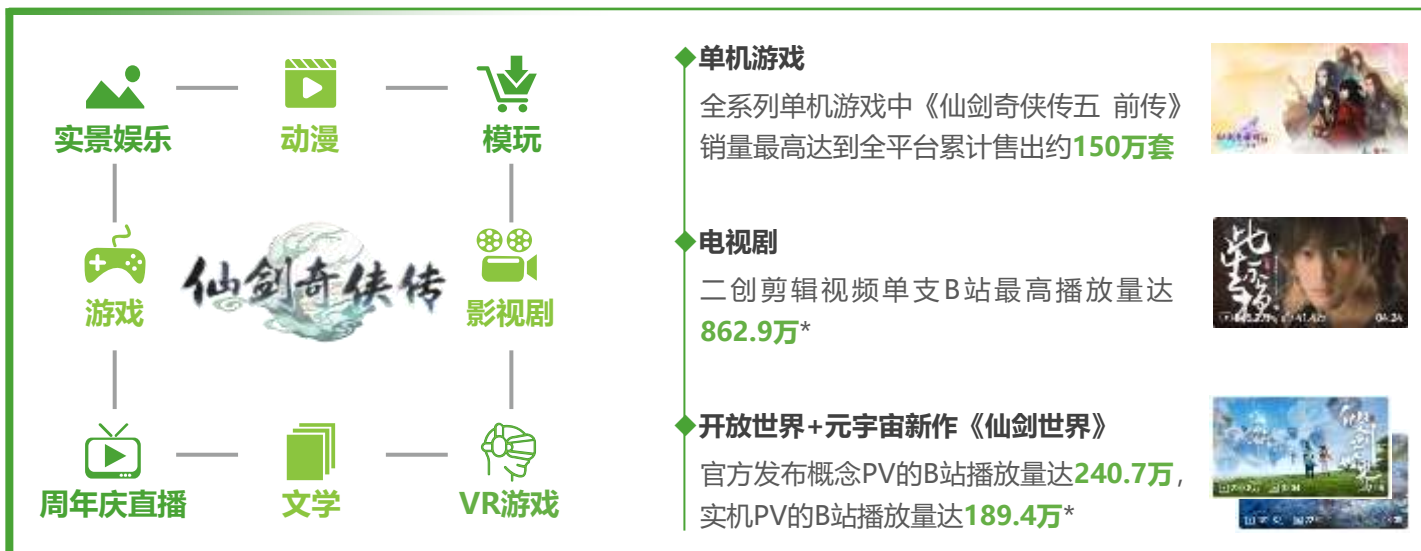 实景娱乐
动漫
模玩
游戏
仙剑奇侠传
影视剧
周年庆直播
文学
VR游戏
单机游戏
全系列单机游戏中《仙剑奇侠传五 前传》
销量最高达到全平台累计售出约150万套
电视剧
二创剪辑视频单支B站最高播放量达
862.9万*
开放世界+元宇宙新作《仙剑世界》
官方发布概念PV的B站播放量达240.7万，
实机PV的B站播放量达189.4万*
04:24